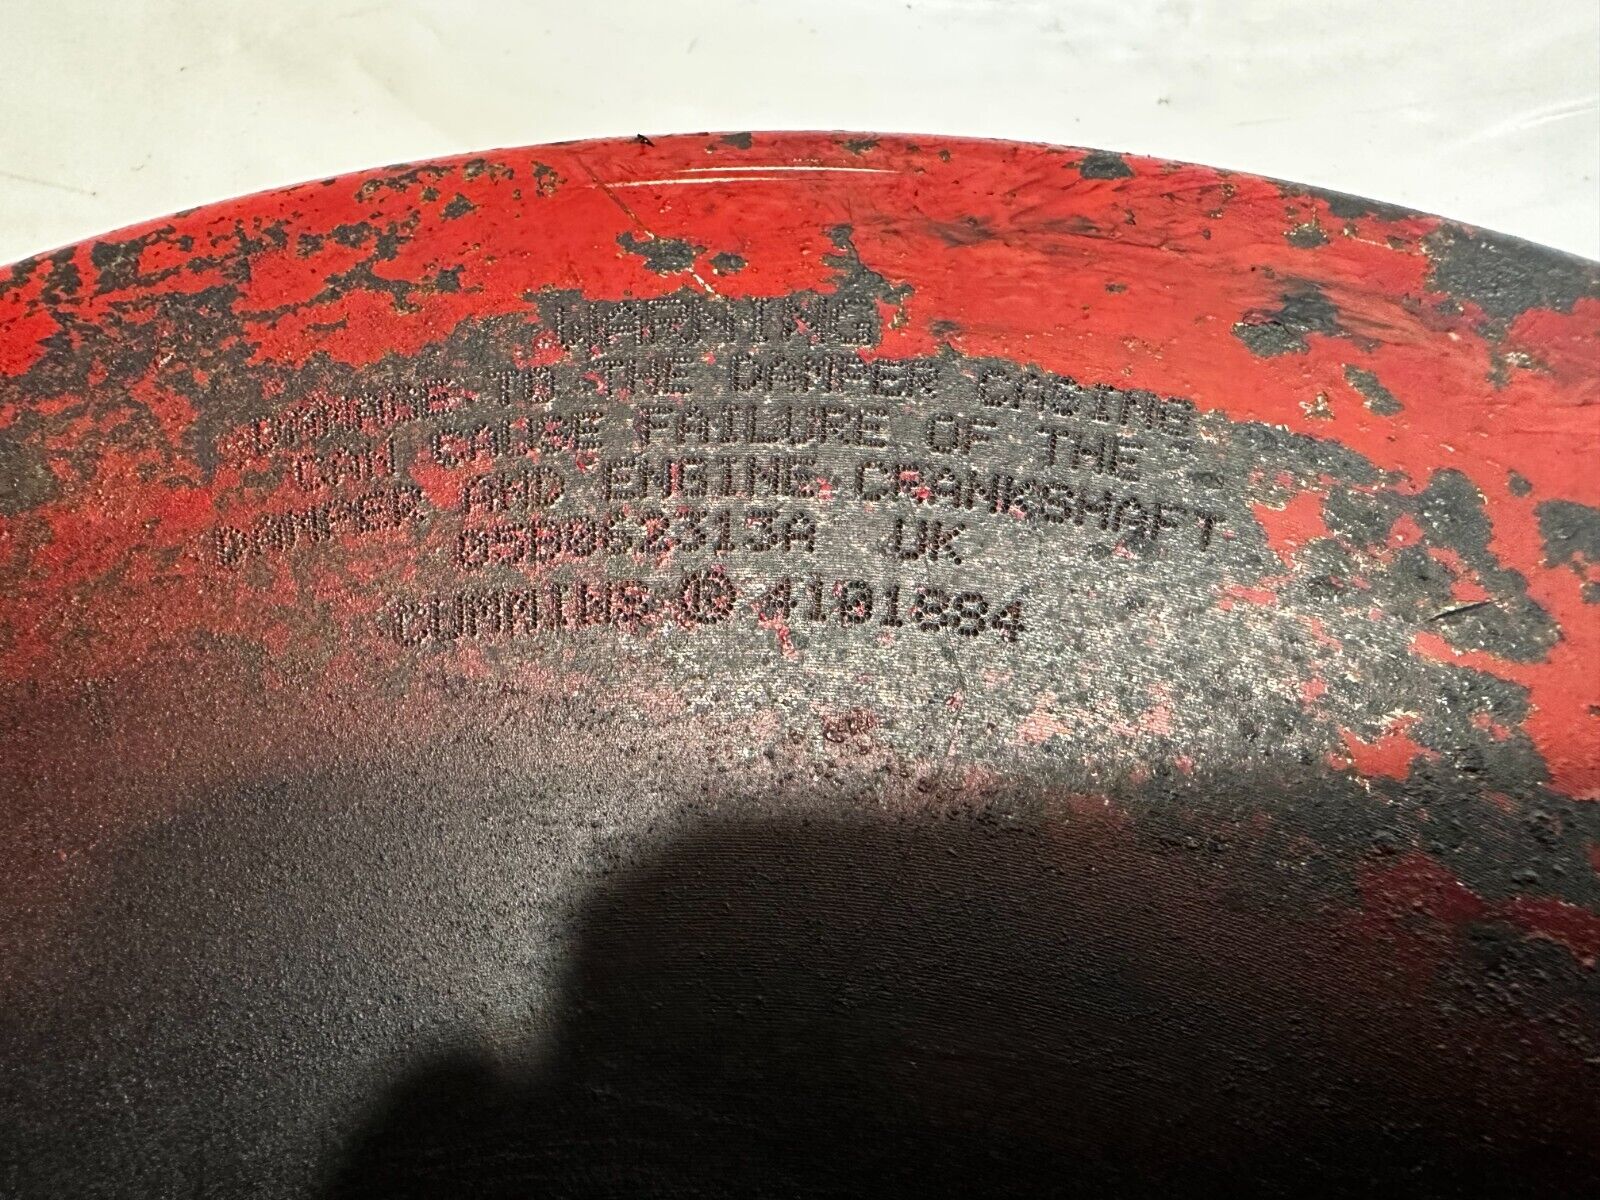 WARNING
DAMAGE TO THE DAMPER CASING
CAN CAUSE FAILURE OF THE
DAMPER AND ENGINE CRANKSHAFT
05B062313A UK
CUMMINS © 4101884